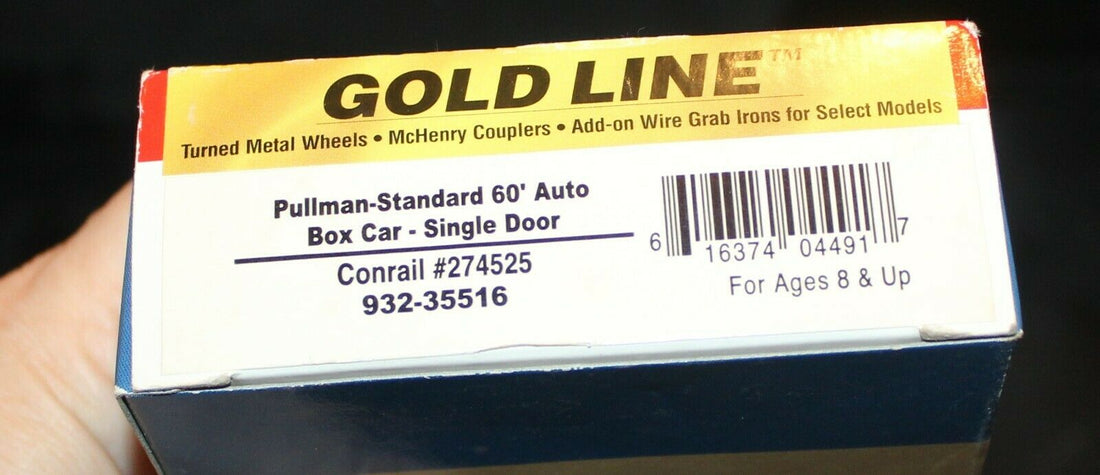 GOLD LINE™
Turned Metal Wheels • McHenry Couplers • Add-on Wire Grab Irons for Select Models
Pullman-Standard 60' Auto
Box Car - Single Door
Conrail #274525
932-35516
6 16374 04491 7
For Ages 8 & Up